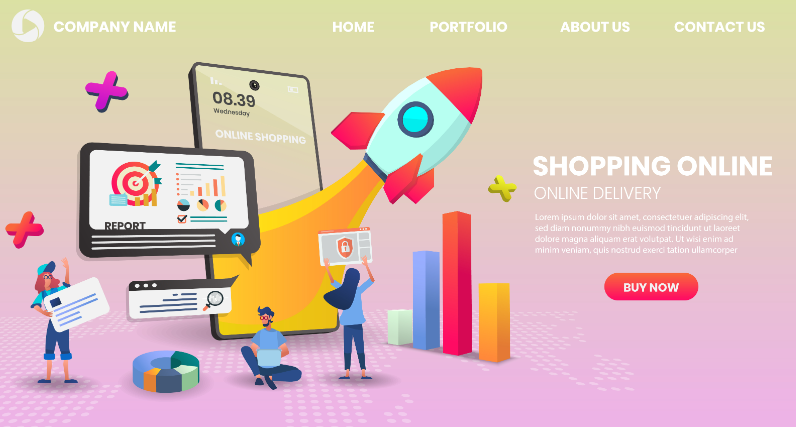 COMPANY NAME
HOME
PORTFOLIO
ABOUT US
CONTACT US
08.39
Wednesday
ONLINE SHOPPING
REPORT
SHOPPING ONLINE
ONLINE DELIVERY
Lorem ipsum dolor sit amet, consectetuer adipiscing elit,
sed diam nonummy nibh euismod tincidunt ut laoreet
dolore magna aliquam erat volutpat. Ut wisi enim ad
minim veniam, quis nostrud exerci tation ullamcorper
BUY NOW